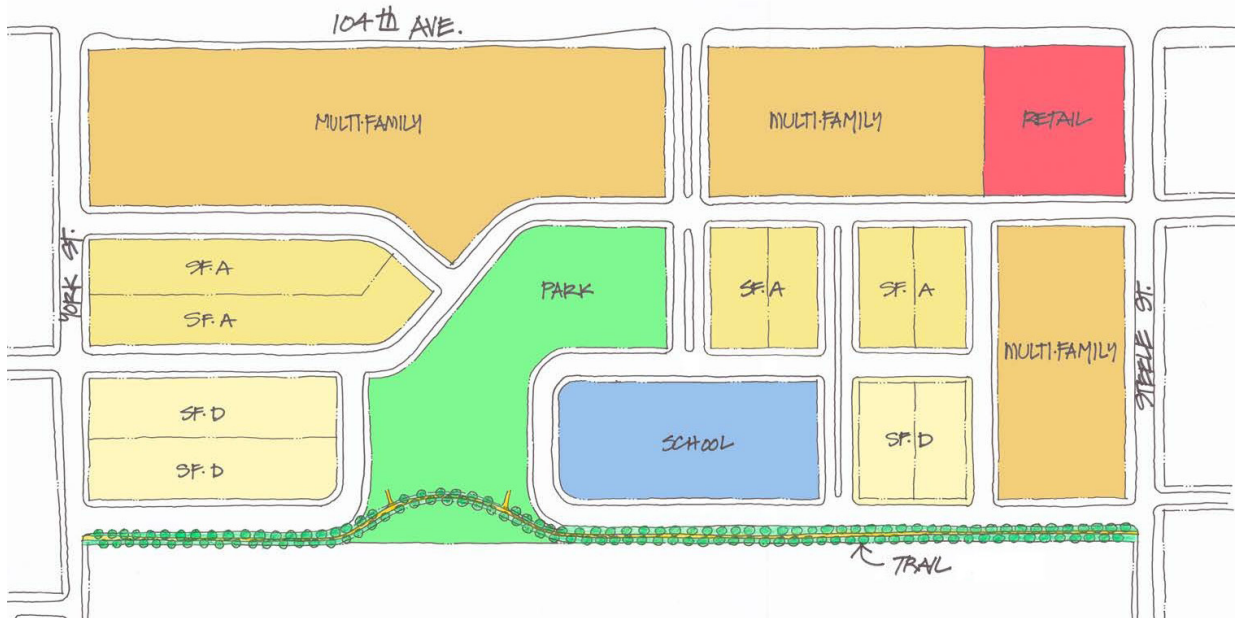 104th AVE.
MULTI-FAMILY
MULTI-FAMILY
RETAIL
YORK ST.
SF. A
SF. A
PARK
SF. A
SF. A
MULTI-FAMILY
STEELE ST.
SF. D
SF. D
SCHOOL
SF. D
TRAIL